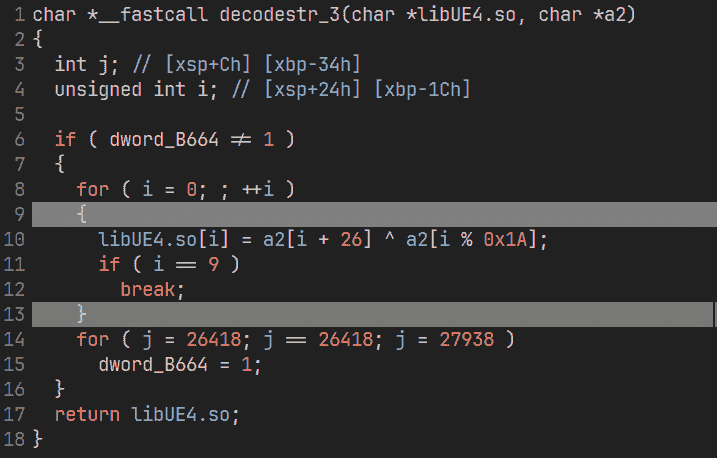 1 char *__fastcall decodestr_3(char *libUE4.so, char *a2)
2 {
3   int j; // [xsp+Ch] [xbp-34h]
4   unsigned int i; // [xsp+24h] [xbp-1Ch]
5
6   if ( dword_B664 != 1 )
7   {
8     for ( i = 0; ; ++i )
9     {
10       libUE4.so[i] = a2[i + 26] ^ a2[i % 0x1A];
11       if ( i == 9 )
12         break;
13     }
14     for ( j = 26418; j == 26418; j = 27938 )
15       dword_B664 = 1;
16   }
17   return libUE4.so;
18 }